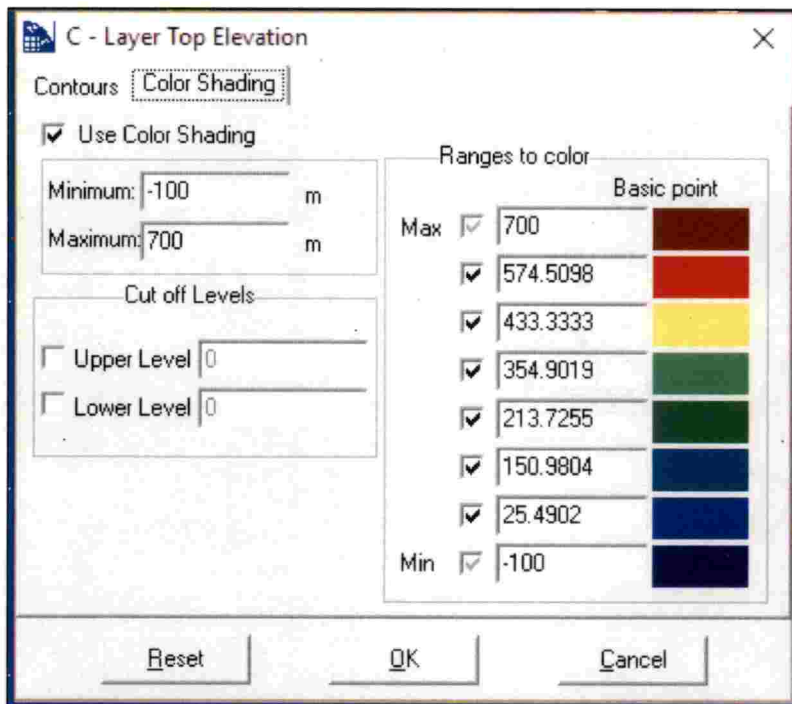 C - Layer Top Elevation
Contours Color Shading
Use Color Shading
Minimum: -100 m
Maximum: 700 m
Cut off Levels
Upper Level 0
Lower Level 0
Ranges to color
Basic point
Max 700
574.5098
433.3333
354.9019
213.7255
150.9804
25.4902
Min -100
Reset OK Cancel